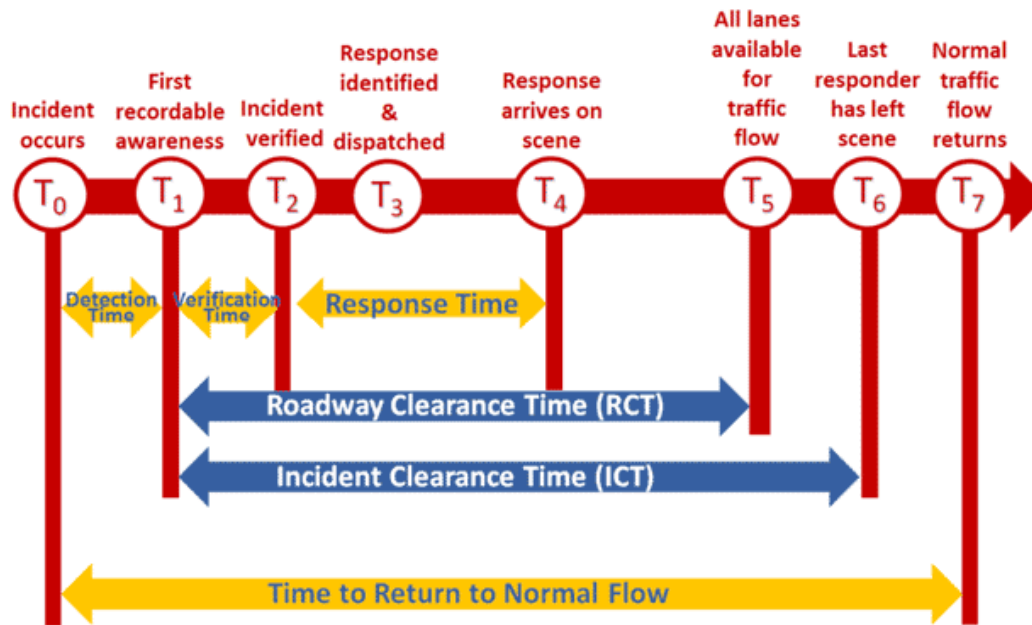 Incident
occurs
First
recordable
awareness
Incident
verified
Response
identified
&
dispatched
Response
arrives on
scene
All lanes
available
for
traffic
flow
Last
responder
has left
scene
Normal
traffic
flow
returns
T0
T1
T2
T3
T4
T5
T6
T7
Detection
Time
Verification
Time
Response Time
Roadway Clearance Time (RCT)
Incident Clearance Time (ICT)
Time to Return to Normal Flow